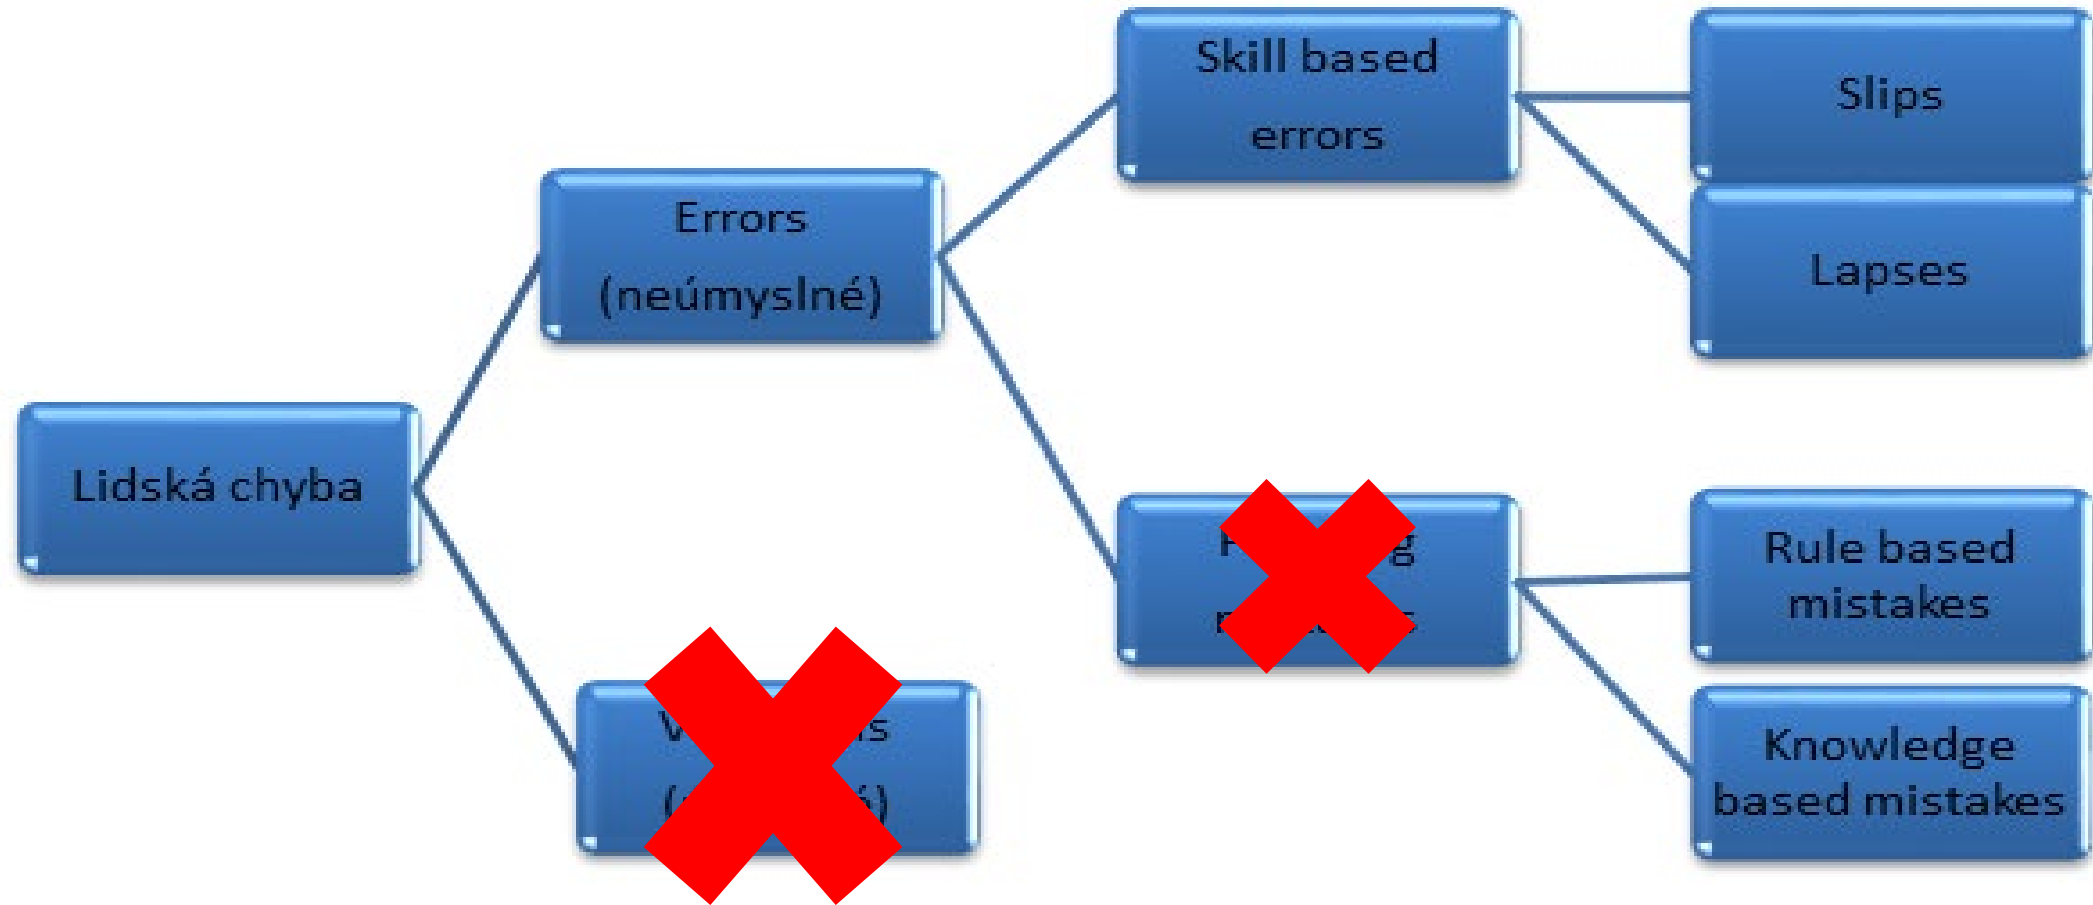 Skill based
errors
Slips
Lapses
Errors
(neúmyslné)
Lidská chyba
Rule based
mistakes
Knowledge
based mistakes